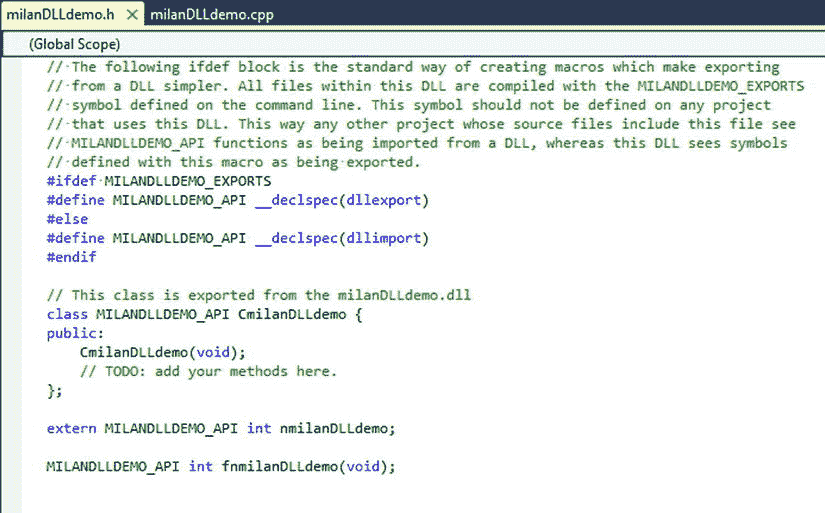 milanDLLdemo.h milanDLLdemo.cpp
(Global Scope)
// The following ifdef block is the standard way of creating macros which make exporting
// from a DLL simpler. All files within this DLL are compiled with the MILANDLLDEMO_EXPORTS
// symbol defined on the command line. This symbol should not be defined on any project
// that uses this DLL. This way any other project whose source files include this file see
// MILANDLLDEMO_API functions as being imported from a DLL, whereas this DLL sees symbols
// defined with this macro as being exported.
#ifdef MILANDLLDEMO_EXPORTS
#define MILANDLLDEMO_API __declspec(dllexport)
#else
#define MILANDLLDEMO_API __declspec(dllimport)
#endif
// This class is exported from the milanDLLdemo.dll
class MILANDLLDEMO_API CmilanDLLdemo {
public:
CmilanDLLdemo(void);
// TODO: add your methods here.
};
extern MILANDLLDEMO_API int nmilanDLLdemo;
MILANDLLDEMO_API int fnmilanDLLdemo(void);